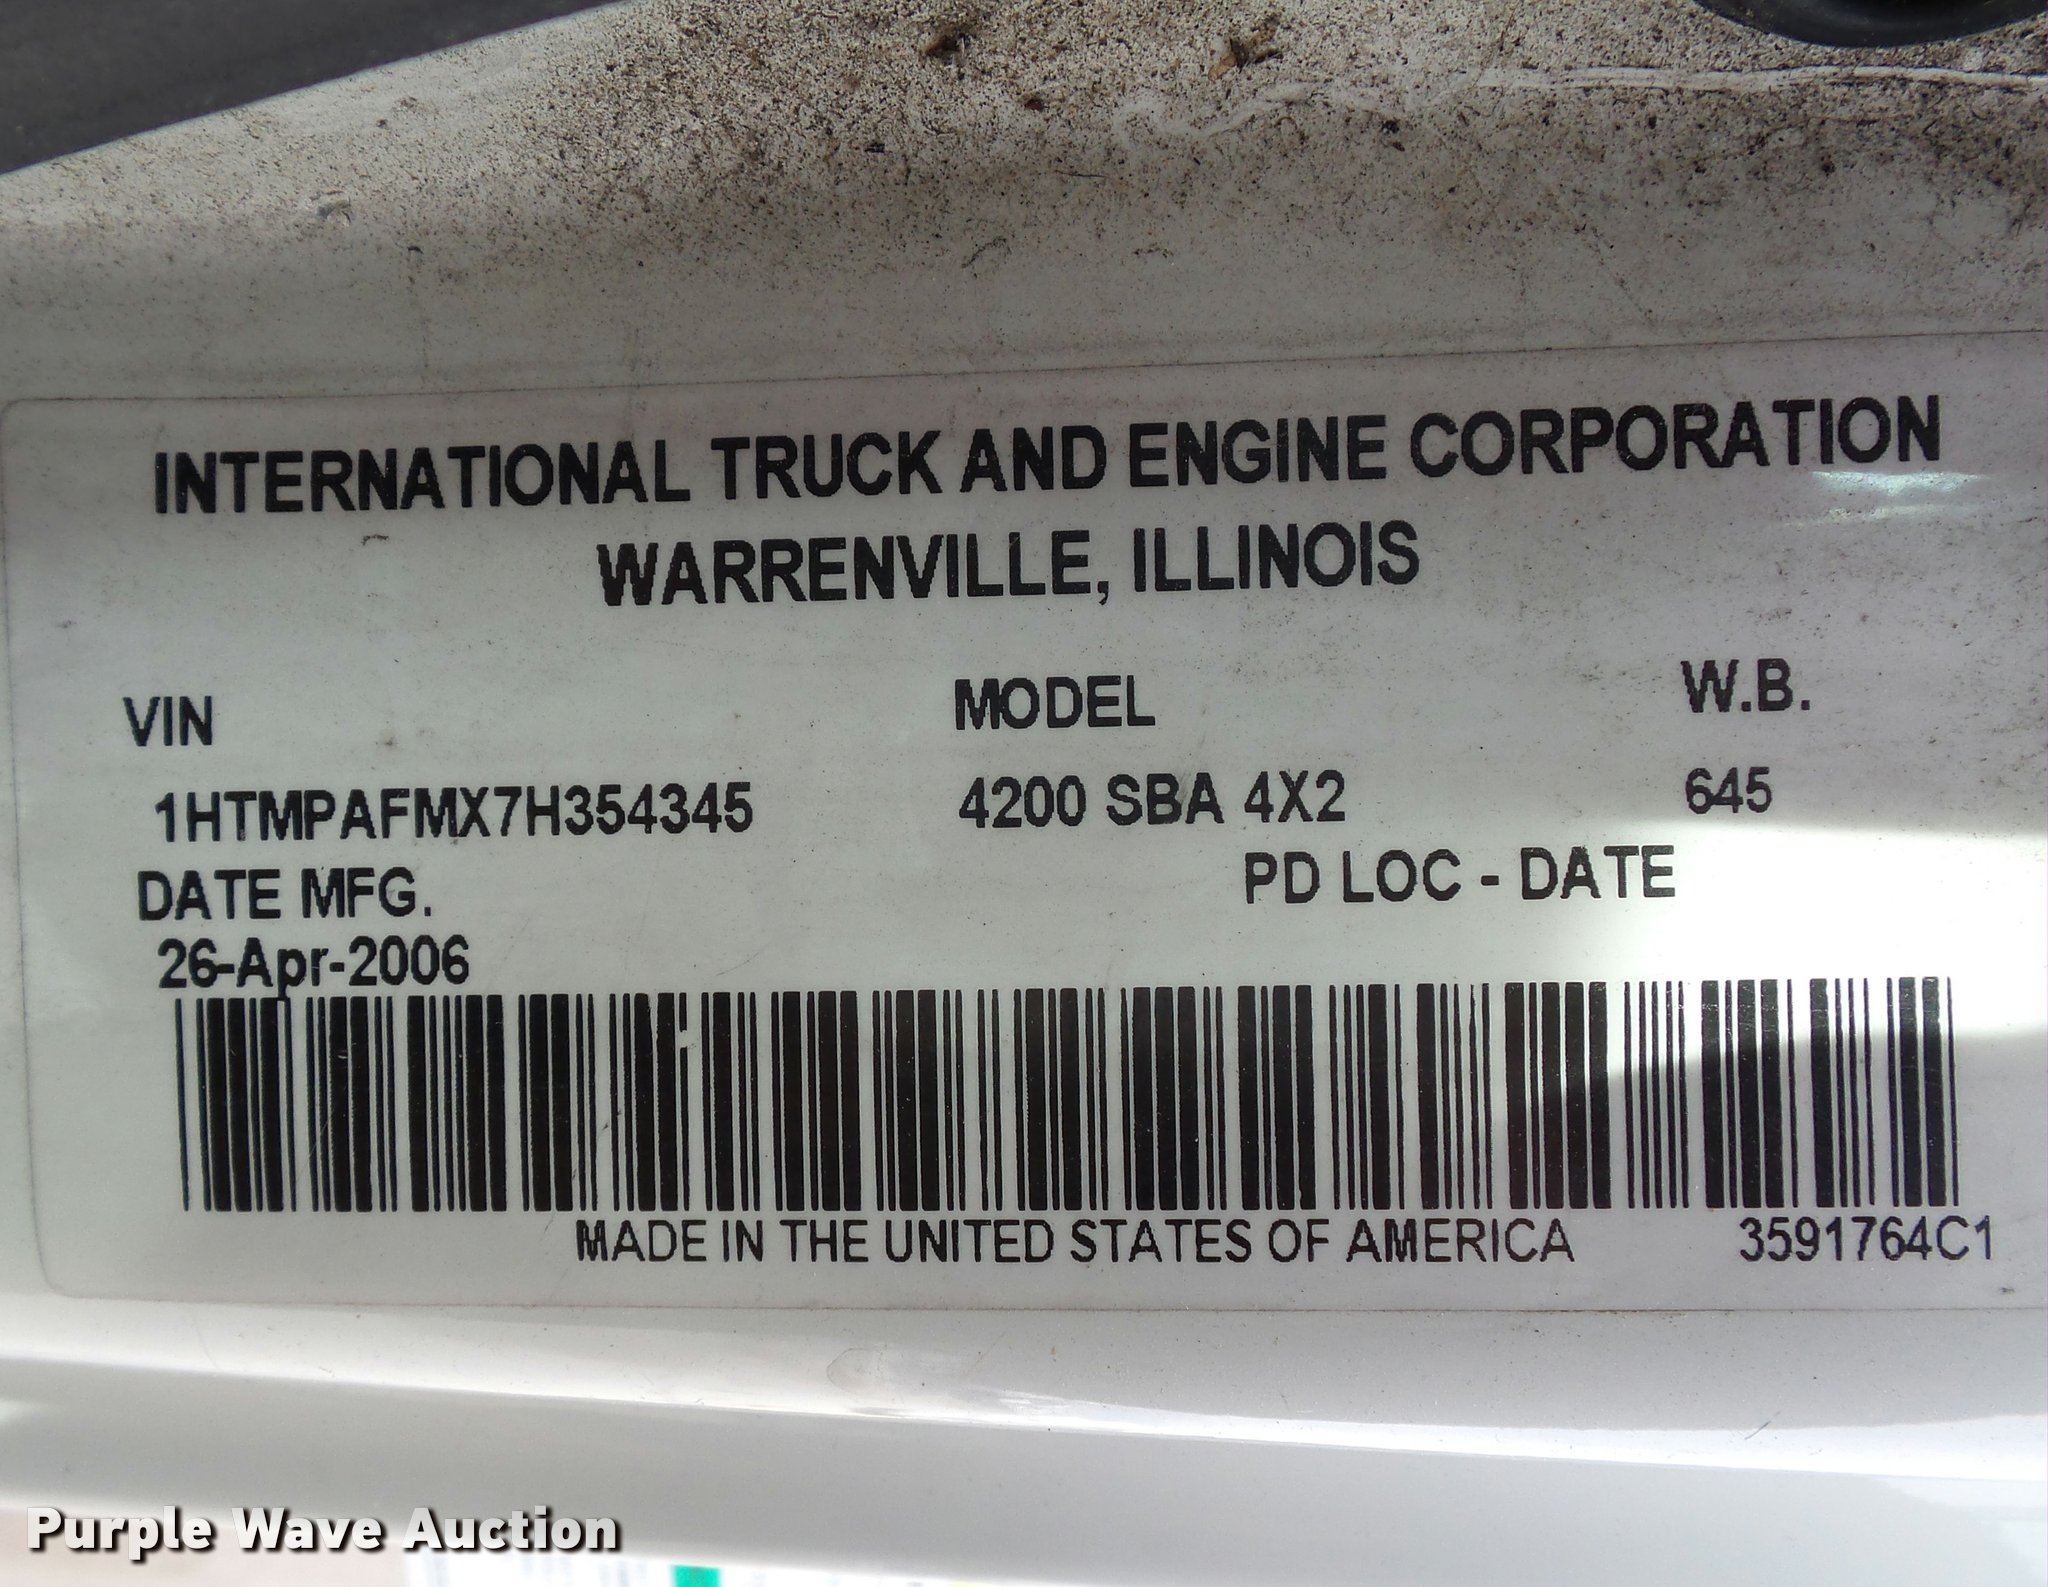 INTERNATIONAL TRUCK AND ENGINE CORPORATION
WARRENVILLE, ILLINOIS
VIN MODEL W.B.
1HTMPAFMX7H354345 4200 SBA 4X2 645
DATE MFG. PD LOC - DATE
26-Apr-2006
MADE IN THE UNITED STATES OF AMERICA 3591764C1
Purple Wave Auction